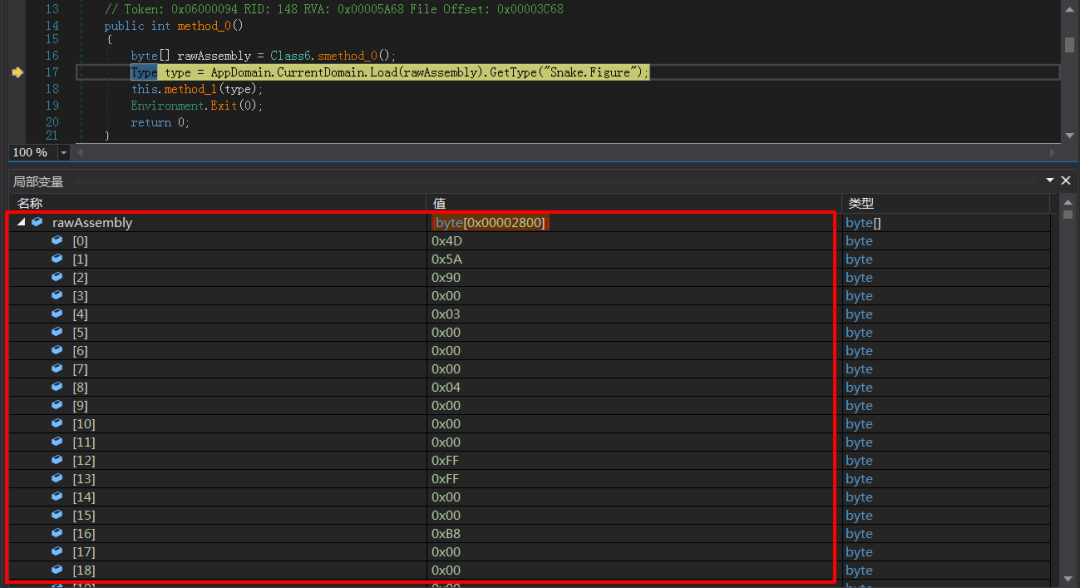 13 // Token: 0x06000094 RID: 148 RVA: 0x00005A68 File Offset: 0x00003C68
14 public int method_0()
15 {
16 byte[] rawAssembly = Class6.smethod_0();
17 Type type = AppDomain.CurrentDomain.Load(rawAssembly).GetType("Snake.Figure");
18 this.method_1(type);
19 Environment.Exit(0);
20 return 0;
21 }
100 %
局部变量
名称 值 类型
rawAssembly byte[0x00002800] byte[]
[0] 0x4D byte
[1] 0x5A byte
[2] 0x90 byte
[3] 0x00 byte
[4] 0x03 byte
[5] 0x00 byte
[6] 0x00 byte
[7] 0x00 byte
[8] 0x04 byte
[9] 0x00 byte
[10] 0x00 byte
[11] 0x00 byte
[12] 0xFF byte
[13] 0xFF byte
[14] 0x00 byte
[15] 0x00 byte
[16] 0xB8 byte
[17] 0x00 byte
[18] 0x00 byte